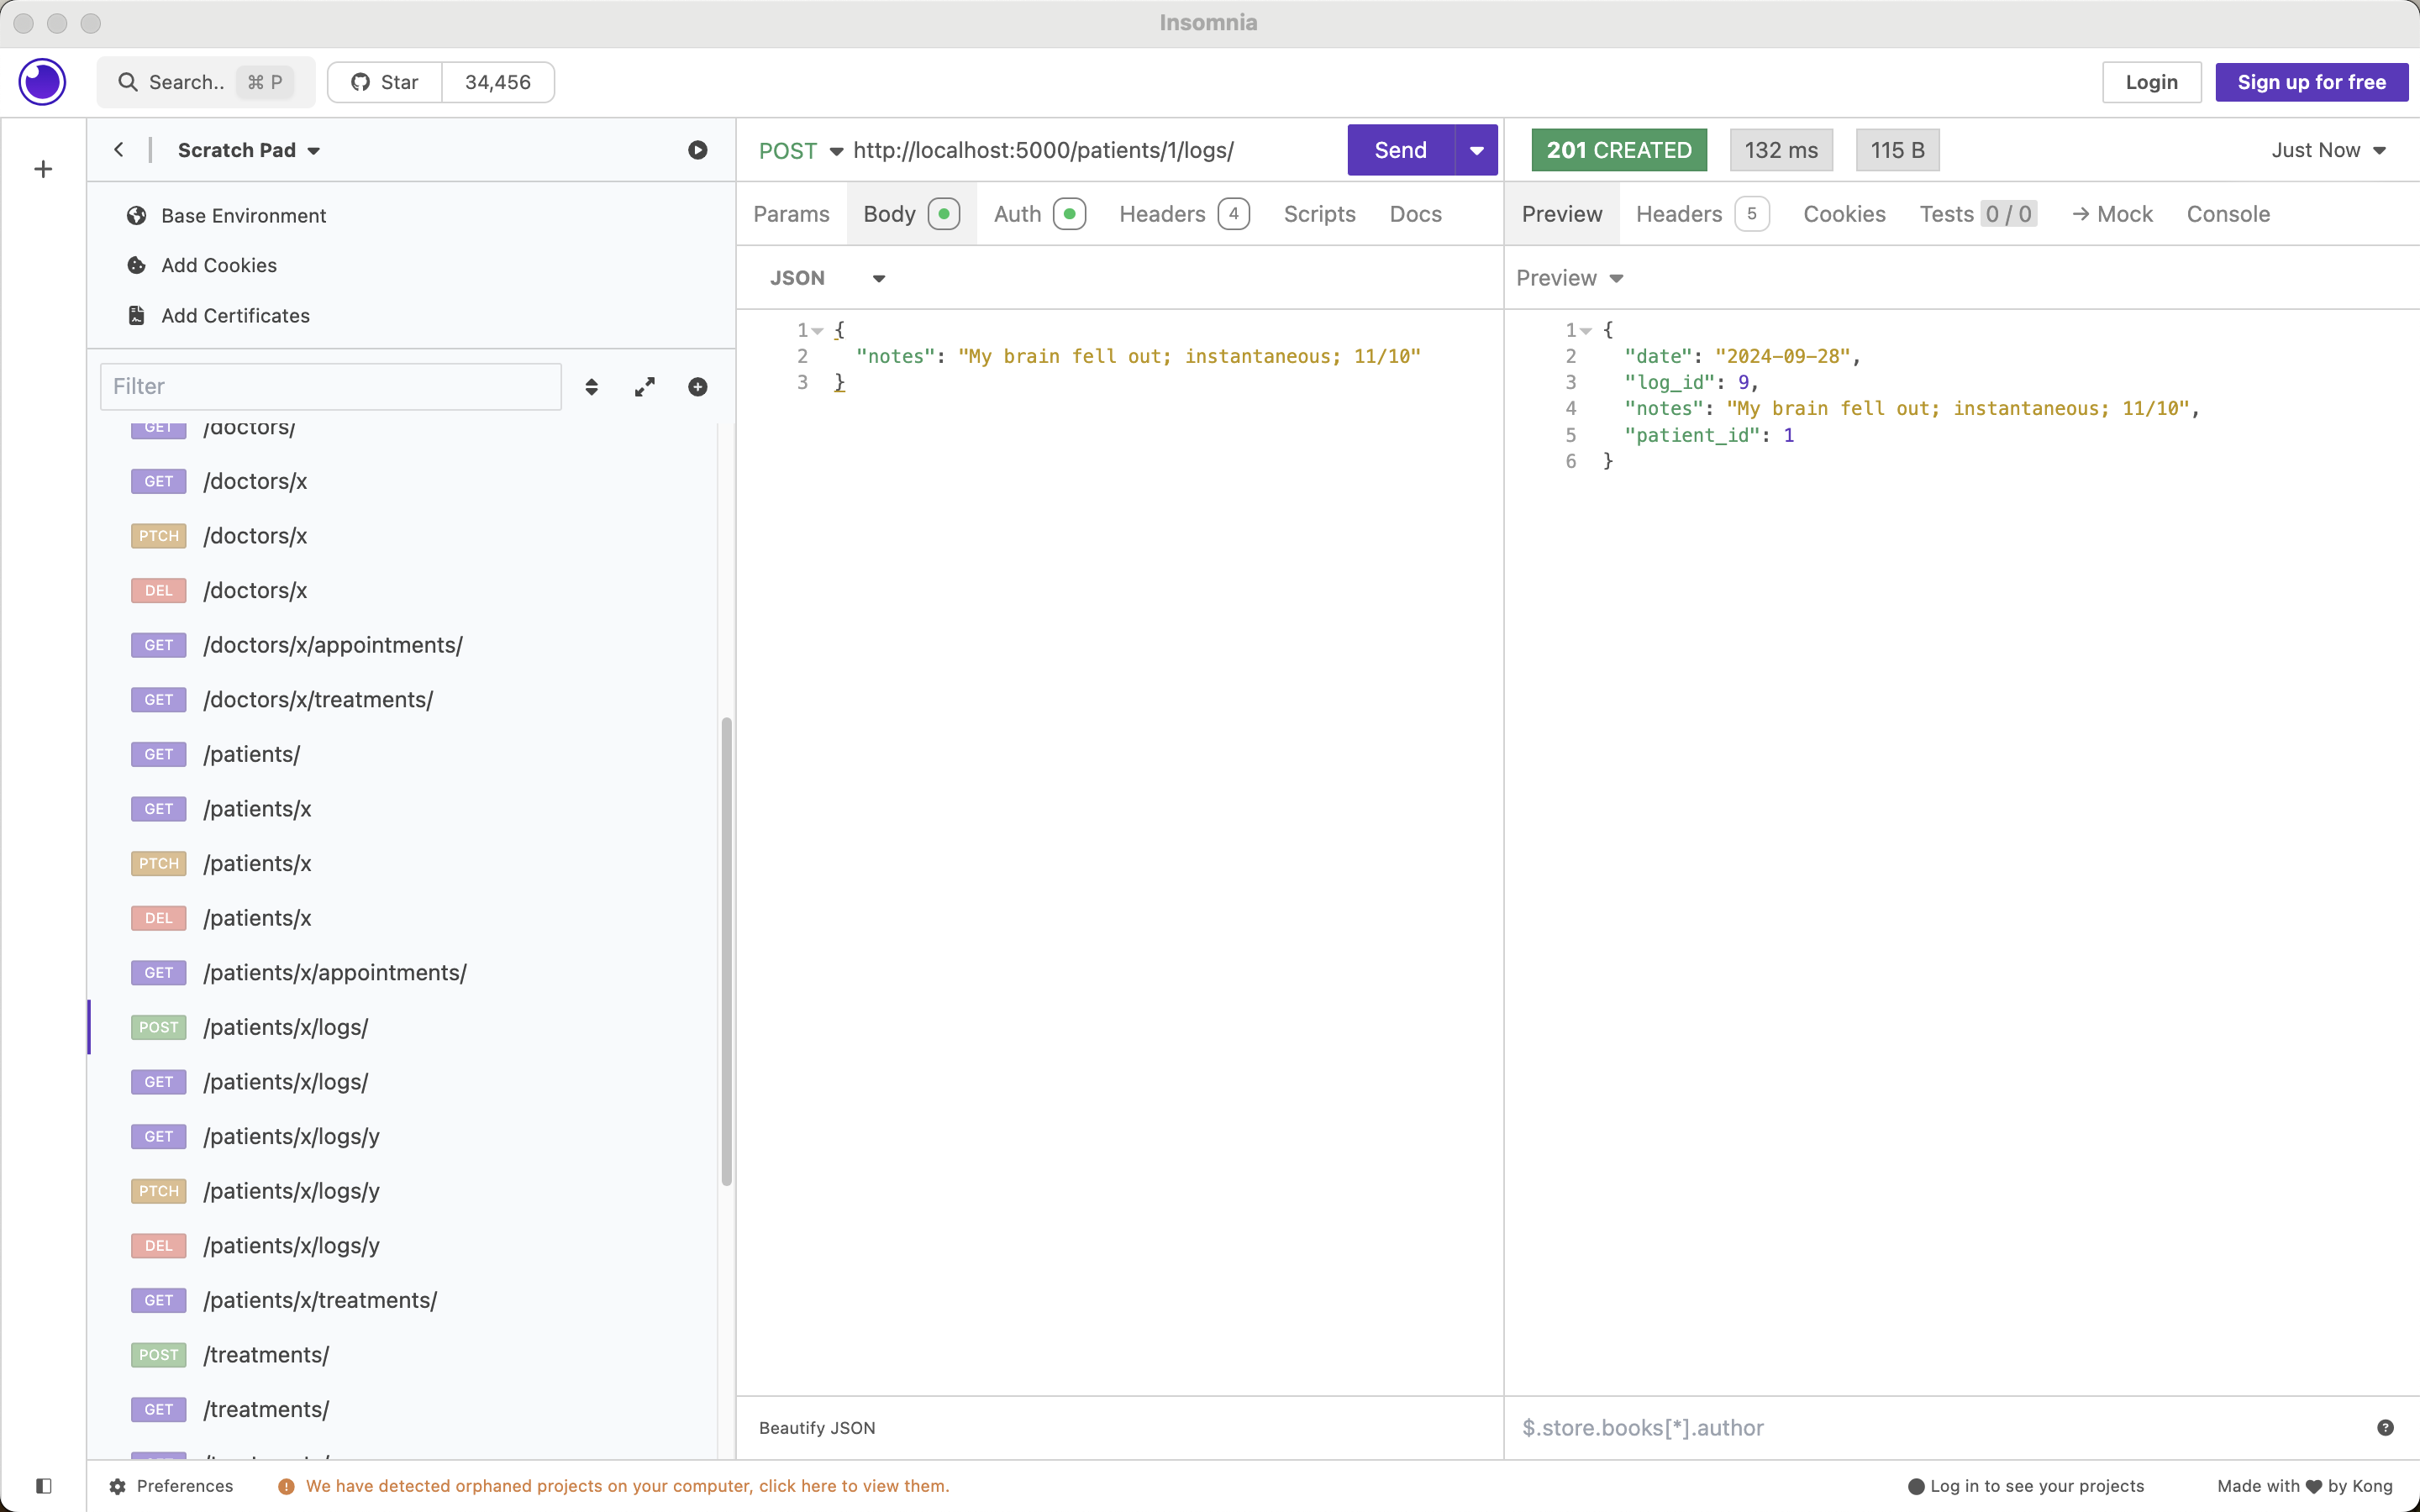 Insomnia
Search.. ⌘ P
Star 34,456
Login
Sign up for free
Scratch Pad
Base Environment
Add Cookies
Add Certificates
Filter
GET /doctors/
GET /doctors/x
PTCH /doctors/x
DEL /doctors/x
GET /doctors/x/appointments/
GET /doctors/x/treatments/
GET /patients/
GET /patients/x
PTCH /patients/x
DEL /patients/x
GET /patients/x/appointments/
POST /patients/x/logs/
GET /patients/x/logs/
GET /patients/x/logs/y
PTCH /patients/x/logs/y
DEL /patients/x/logs/y
GET /patients/x/treatments/
POST /treatments/
GET /treatments/
POST http://localhost:5000/patients/1/logs/ Send
Params Body Auth Headers 4 Scripts Docs
JSON
1 {
2 "notes": "My brain fell out; instantaneous; 11/10"
3 }
Beautify JSON
201 CREATED 132 ms 115 B Just Now
Preview Headers 5 Cookies Tests 0 / 0 → Mock Console
Preview
1 {
2 "date": "2024-09-28",
3 "log_id": 9,
4 "notes": "My brain fell out; instantaneous; 11/10",
5 "patient_id": 1
6 }
$.store.books[*].author
Preferences
We have detected orphaned projects on your computer, click here to view them.
Log in to see your projects
Made with ♥ by Kong